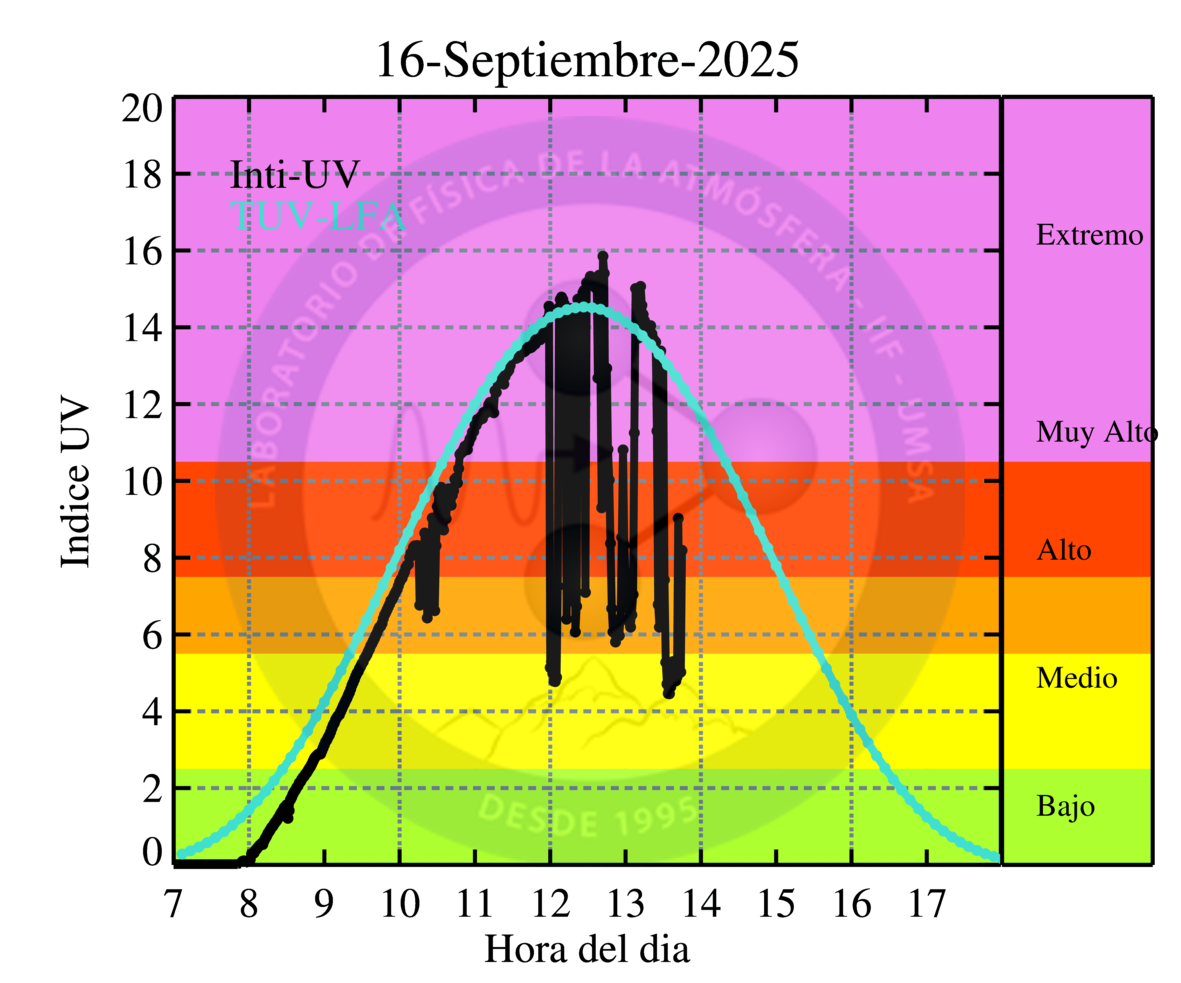 16-Septiembre-2025
20
18
16
14
12
10
8
6
4
2
0
Indice UV
Inti-UV
TUV-LFA
LABORATORIO DE FÍSICA DE LA ATMÓSFERA - IIF - UMSA
DESDE 1995
Extremo
Muy Alto
Alto
Medio
Bajo
7 8 9 10 11 12 13 14 15 16 17
Hora del dia